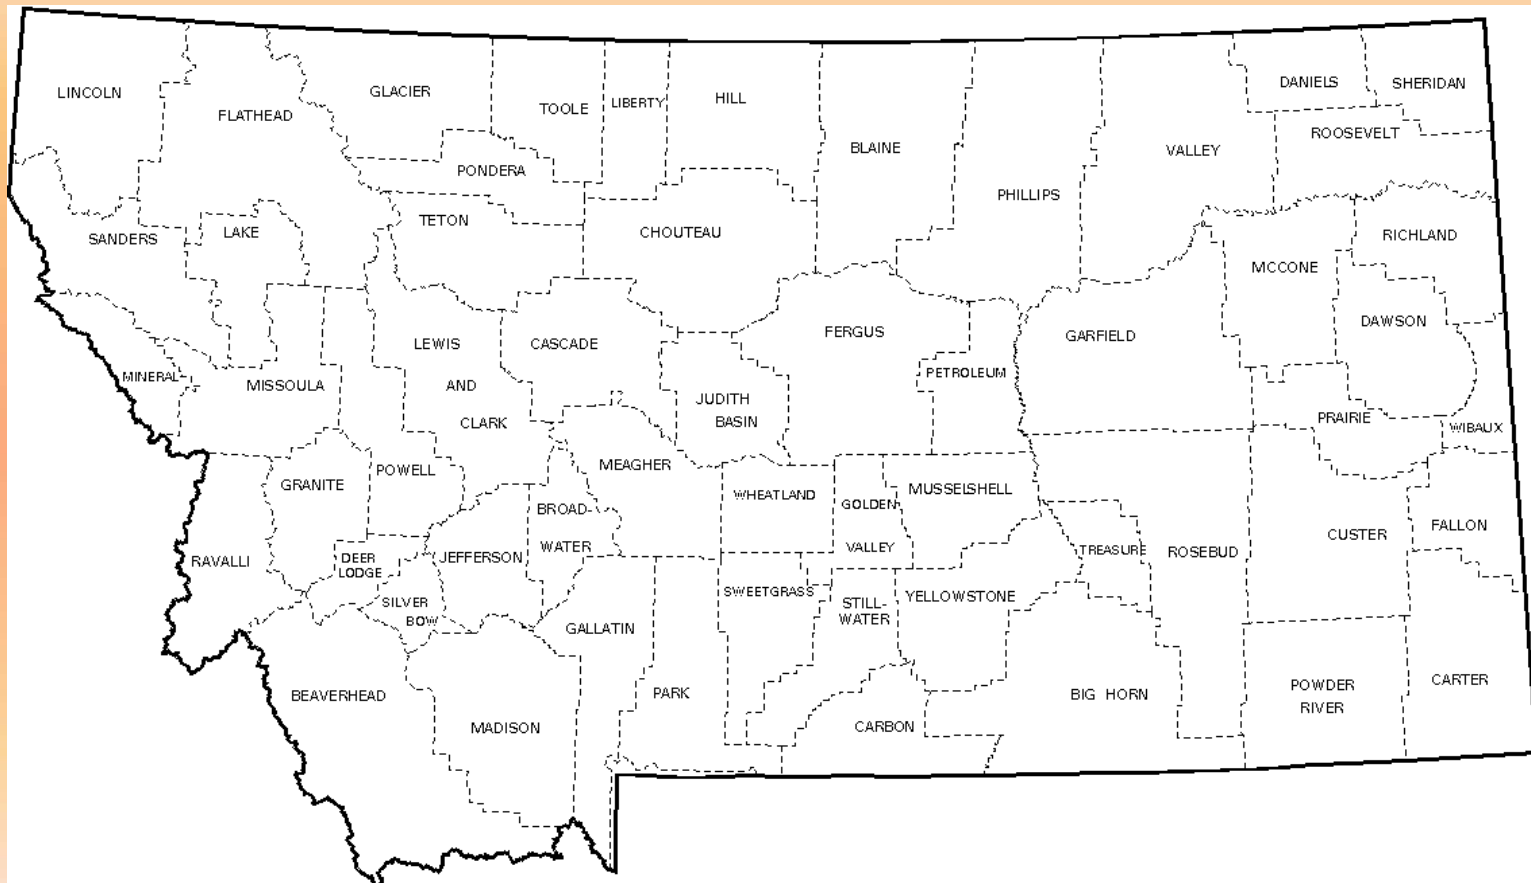 LINCOLN
FLATHEAD
GLACIER
TOOLE
LIBERTY
HILL
BLAINE
PHILLIPS
VALLEY
DANIELS
SHERIDAN
ROOSEVELT
PONDERA
TETON
CHOUTEAU
SANDERS
LAKE
RICHLAND
MCCONE
DAWSON
GARFIELD
FERGUS
PETROLEUM
CASCADE
JUDITH
BASIN
LEWIS
AND
CLARK
MINERAL
MISSOULA
POWELL
GRANITE
MEAGHER
WHEATLAND
GOLDEN
VALLEY
MUSSELSHELL
PRAIRIE
WIBAUX
RAVALLI
DEER
LODGE
JEFFERSON
BROAD-
WATER
SILVER
BOW
TREASURE
ROSEBUD
CUSTER
FALLON
SWEETGRASS
STILL-
WATER
YELLOWSTONE
GALLATIN
BEAVERHEAD
MADISON
PARK
CARBON
BIG HORN
POWDER
RIVER
CARTER